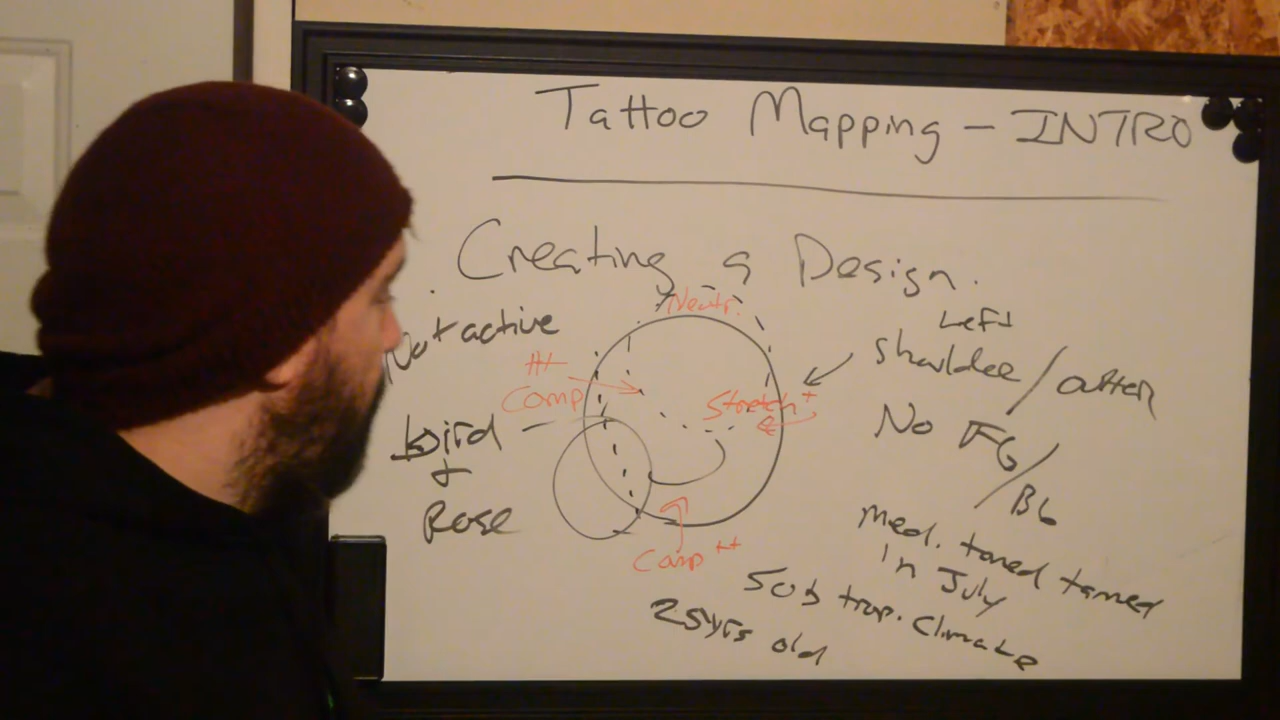 Tattoo Mapping - INTRO
Creating a Design.
Neutr.
Not active
Left
Shoulder / outter
++
Comp
Stretch +
No FG/
BG
bird
+
Rose
Comp ++
Med. toned tanned
in July
Sub trop. Climate
25yrs old